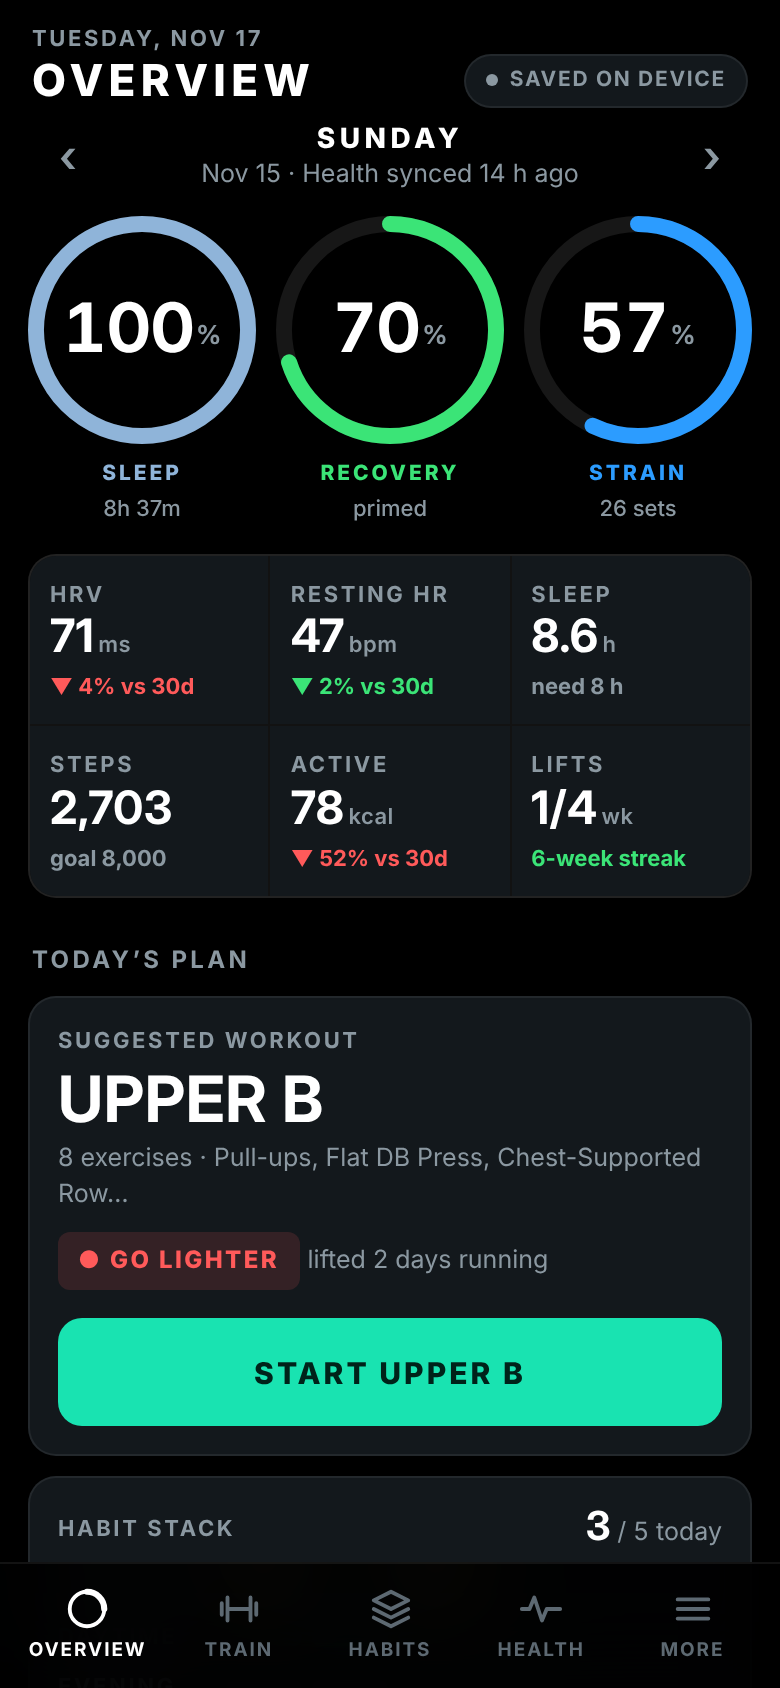 TUESDAY, NOV 17
OVERVIEW
SAVED ON DEVICE
‹
SUNDAY
Nov 15 · Health synced 14 h ago
›
100%
SLEEP
8h 37m
70%
RECOVERY
primed
57%
STRAIN
26 sets
HRV
71 ms
▼ 4% vs 30d
RESTING HR
47 bpm
▼ 2% vs 30d
SLEEP
8.6 h
need 8 h
STEPS
2,703
goal 8,000
ACTIVE
78 kcal
▼ 52% vs 30d
LIFTS
1/4 wk
6-week streak
TODAY’S PLAN
SUGGESTED WORKOUT
UPPER B
8 exercises · Pull-ups, Flat DB Press, Chest-Supported
Row…
GO LIGHTER lifted 2 days running
START UPPER B
HABIT STACK
3 / 5 today
OVERVIEW
TRAIN
HABITS
HEALTH
MORE
EVENING